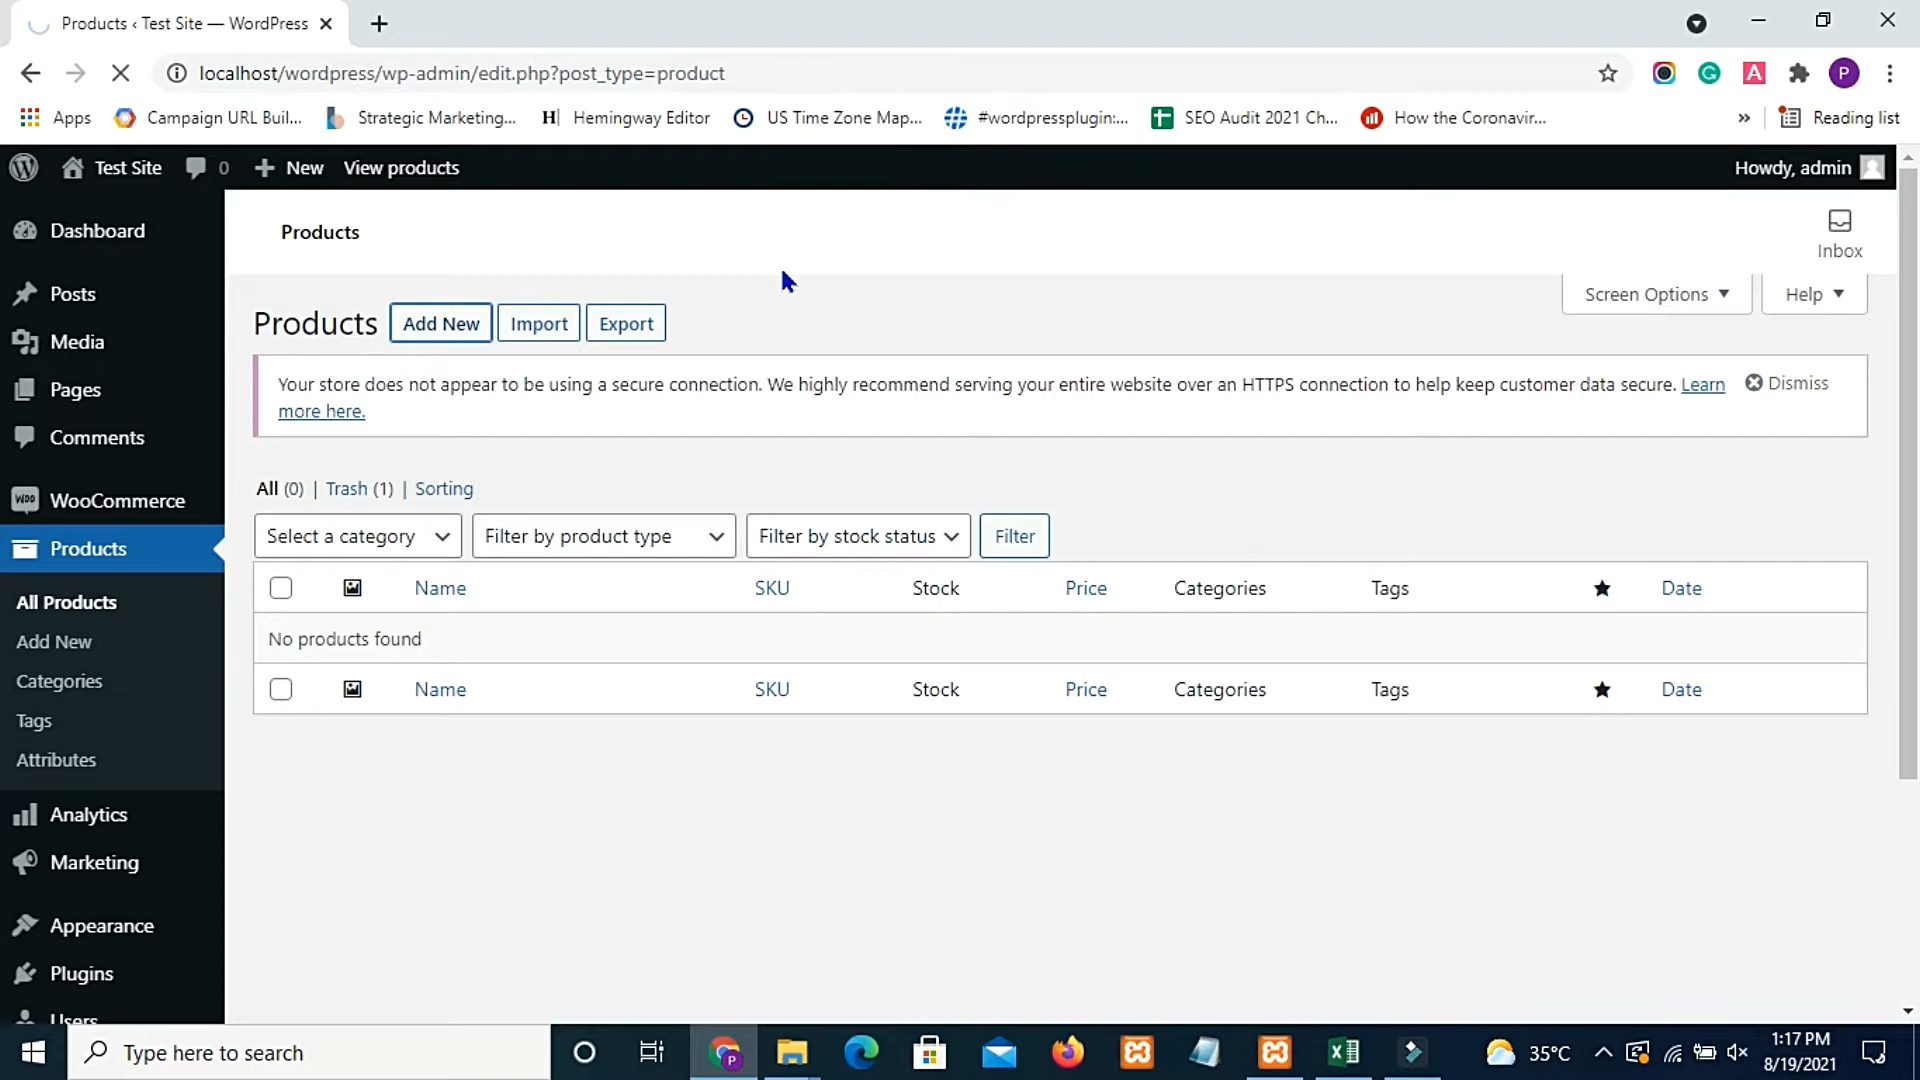 Products ‹ Test Site — WordPress
localhost/wordpress/wp-admin/edit.php?post_type=product
Apps Campaign URL Buil... Strategic Marketing... H| Hemingway Editor US Time Zone Map... #wordpressplugin:... SEO Audit 2021 Ch... How the Coronavir... » Reading list
Test Site 0 New View products Howdy, admin
Dashboard
Posts
Media
Pages
Comments
WooCommerce
Products
All Products
Add New
Categories
Tags
Attributes
Analytics
Marketing
Appearance
Plugins
Users
Products
Inbox
Screen Options Help
Products Add New Import Export
Your store does not appear to be using a secure connection. We highly recommend serving your entire website over an HTTPS connection to help keep customer data secure. Learn
more here.
Dismiss
All (0) | Trash (1) | Sorting
Select a category Filter by product type Filter by stock status Filter
Name SKU Stock Price Categories Tags Date
No products found
Name SKU Stock Price Categories Tags Date
Type here to search
35°C
1:17 PM
8/19/2021